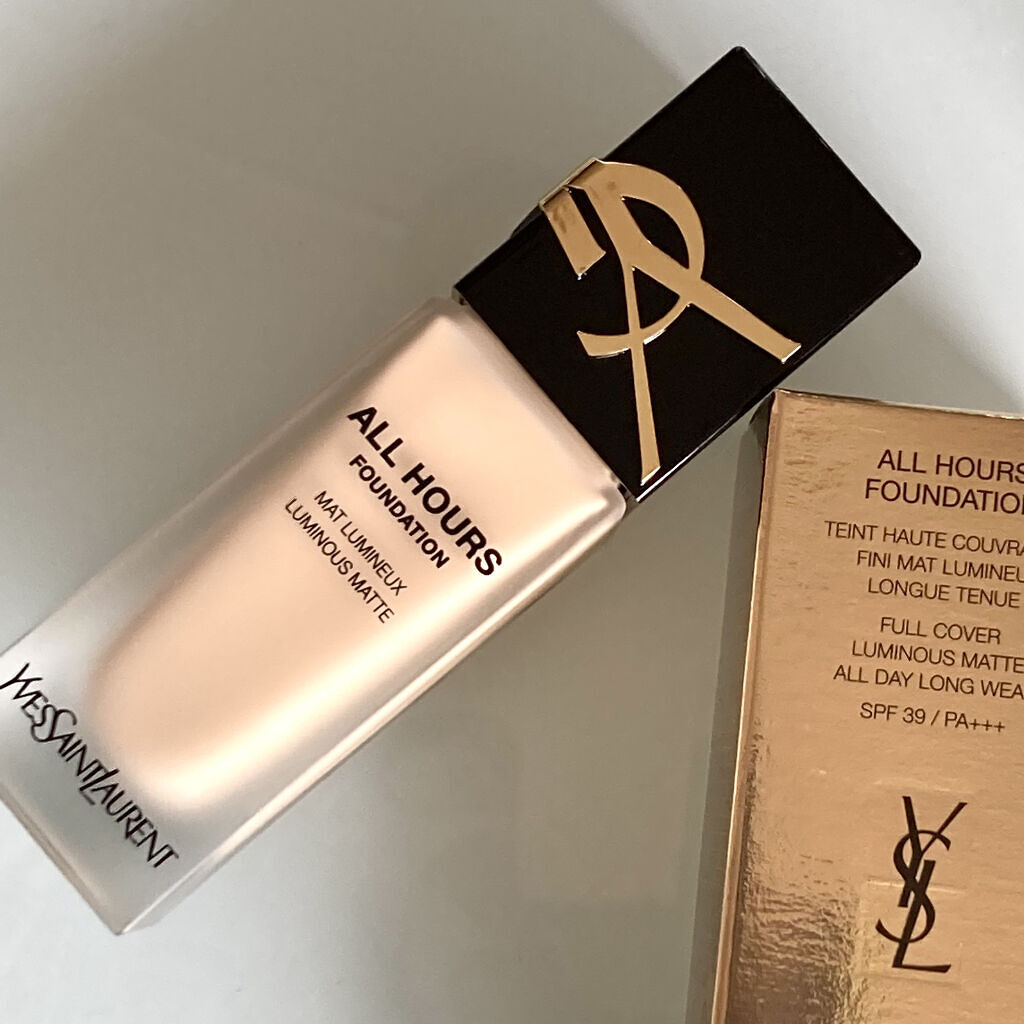 ALL HOURS
FOUNDATION
MAT LUMINEUX
LUMINOUS MATTE
YVESSAINTLAURENT
ALL HOURS
FOUNDATION
TEINT HAUTE
FINI MAT LUMINEU
LONGUE TENUE
FULL COVER
LUMINOUS MATTE
ALL DAY LONG WEA
SPF 39 / PA+++
YSL